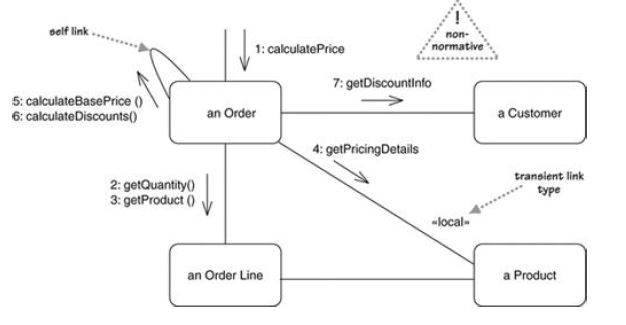 self link
1: calculatePrice
!
non-
normative
5: calculateBasePrice ()
6: calculateDiscounts()
an Order
7: getDiscountInfo
a Customer
4: getPricingDetails
2: getQuantity()
3: getProduct ()
transient link
type
«local»
an Order Line
a Product